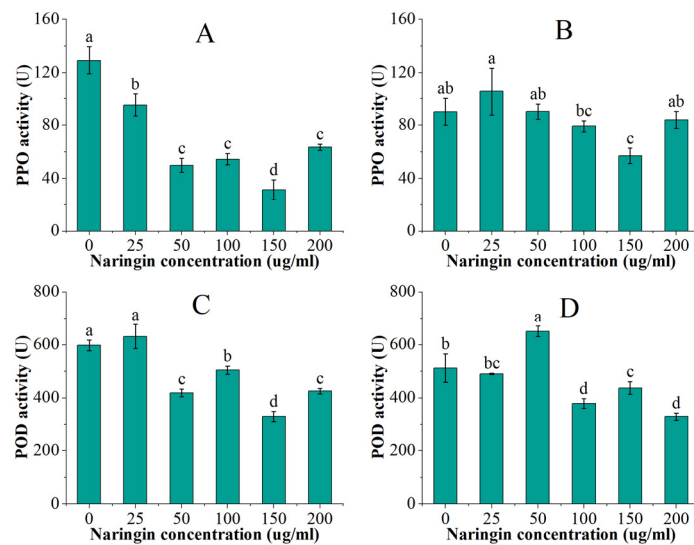 A
PPO activity (U)
160
120
80
40
0
a
b
c
c
d
c
0 25 50 100 150 200
Naringin concentration (ug/ml)
B
PPO activity (U)
160
120
80
40
0
ab
a
ab
bc
c
ab
0 25 50 100 150 200
Naringin concentration (ug/ml)
C
POD activity (U)
800
600
400
200
0
a
a
c
b
d
c
0 25 50 100 150 200
Naringin concentration (ug/ml)
D
POD activity (U)
800
600
400
200
0
b
bc
a
d
c
d
0 25 50 100 150 200
Naringin concentration (ug/ml)